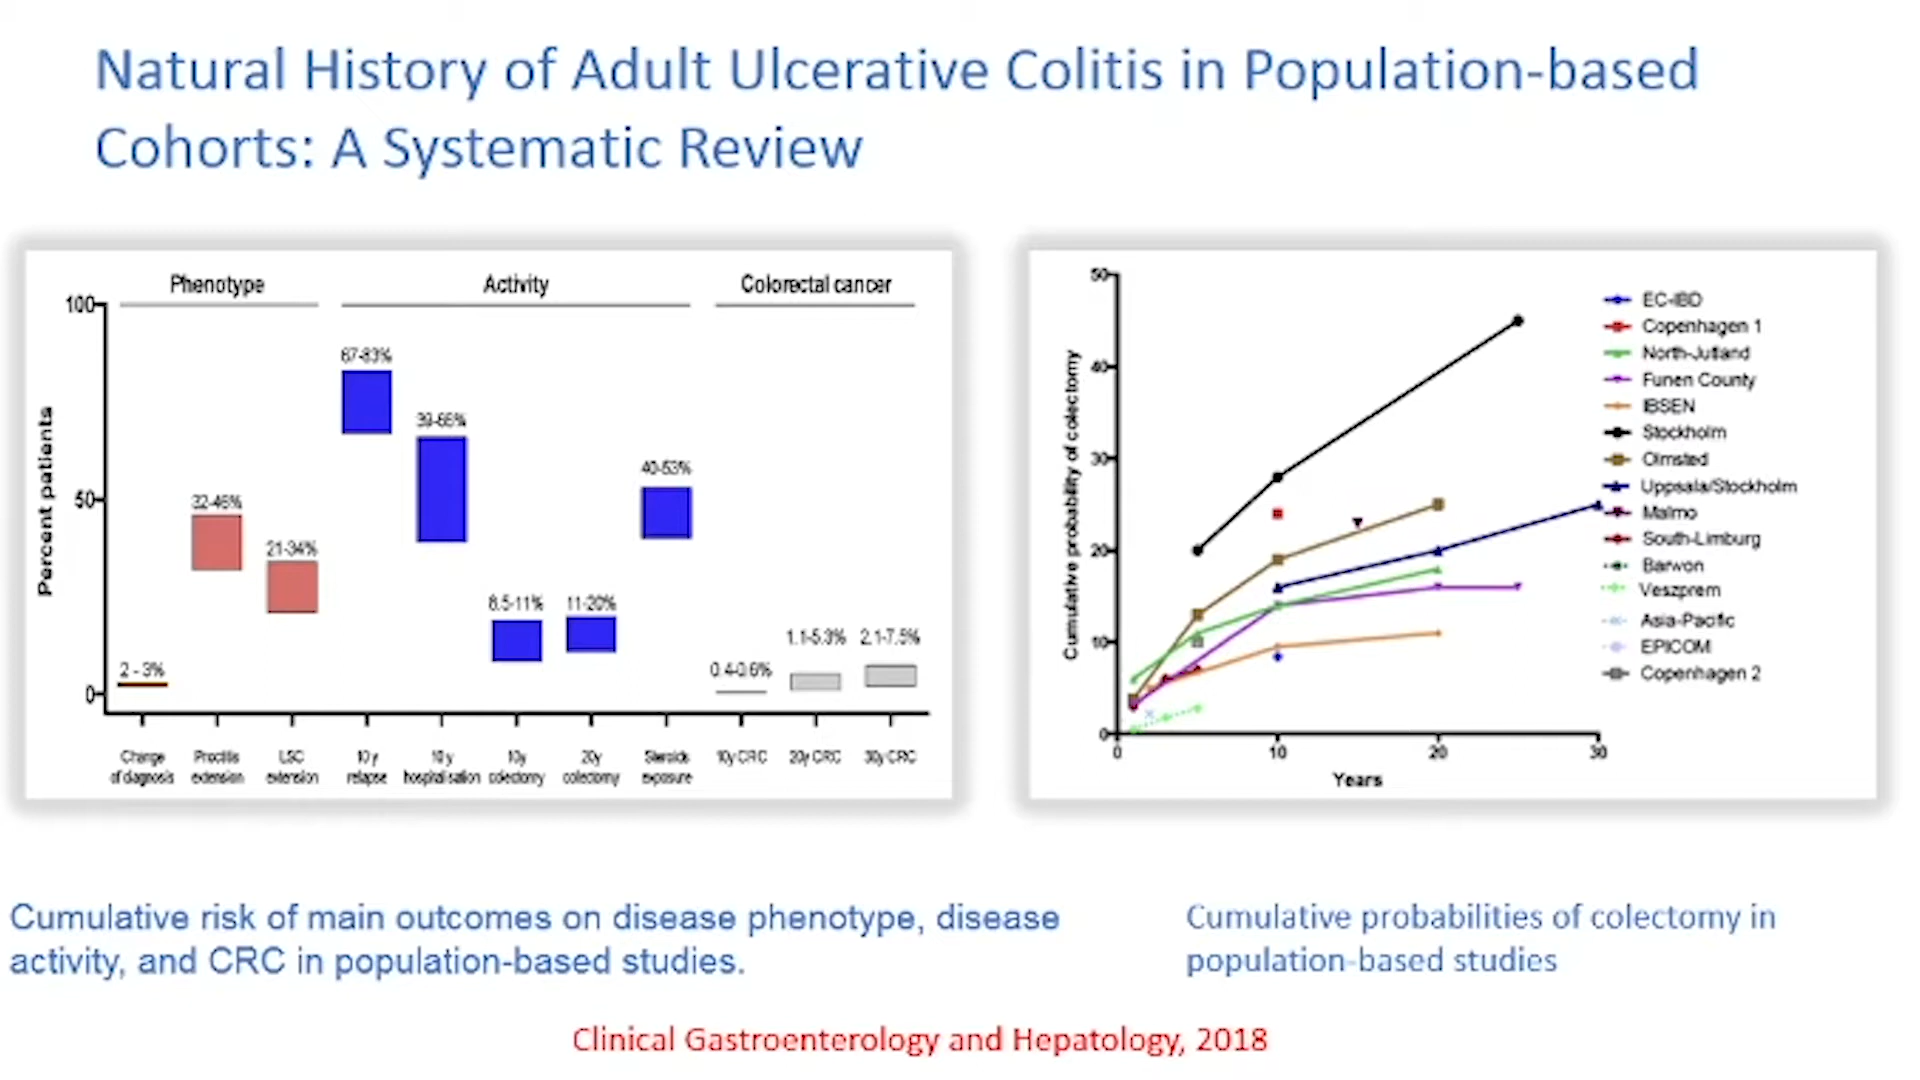 Natural History of Adult Ulcerative Colitis in Population-based
Cohorts: A Systematic Review
Phenotype
Activity
Colorectal cancer
Percent patients
100
50
0
2 - 3%
32-46%
21-34%
67-83%
39-66%
8.5-11%
11-20%
40-53%
0.4-0.6%
1.1-5.3%
2.1-7.5%
Change
of diagnosis
Proctitis
extension
LSC
extension
10 y
relapse
10 y
hospitalisation
10y
colectomy
20y
colectomy
Steroids
exposure
10y CRC
20y CRC
30y CRC
Cumulative probability of colectomy
50
40
30
20
10
0
0
10
20
30
Years
EC-IBD
Copenhagen 1
North-Jutland
Funen County
IBSEN
Stockholm
Olmsted
Uppsala/Stockholm
Malmo
South-Limburg
Barwon
Veszprem
Asia-Pacific
EPICOM
Copenhagen 2
Cumulative risk of main outcomes on disease phenotype, disease
activity, and CRC in population-based studies.
Cumulative probabilities of colectomy in
population-based studies
Clinical Gastroenterology and Hepatology, 2018